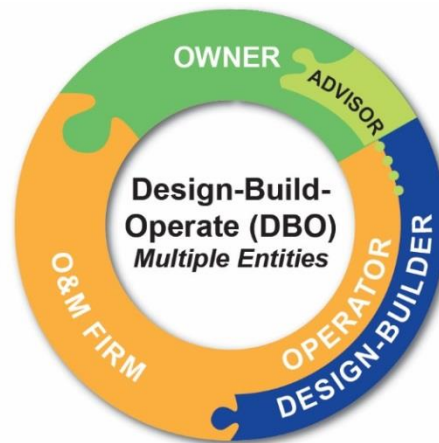 OWNER
ADVISOR
Design-Build-
Operate (DBO)
Multiple Entities
O&M FIRM
OPERATOR
DESIGN-BUILDER